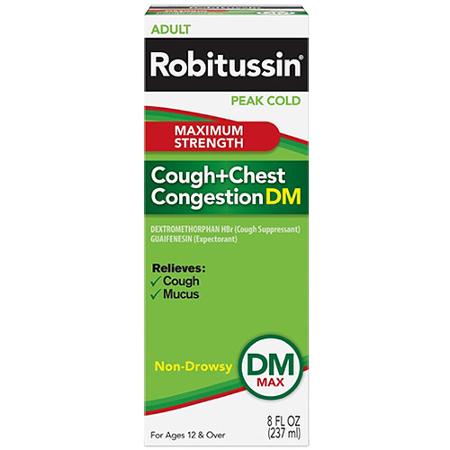 ADULT
Robitussin®
PEAK COLD
MAXIMUM
STRENGTH
Cough+Chest
Congestion DM
DEXTROMETHORPHAN HBr (Cough Suppressant)
GUAIFENESIN (Expectorant)
Relieves:
✓ Cough
✓ Mucus
Non-Drowsy
DM
MAX
8 FL OZ
(237 ml)
For Ages 12 & Over